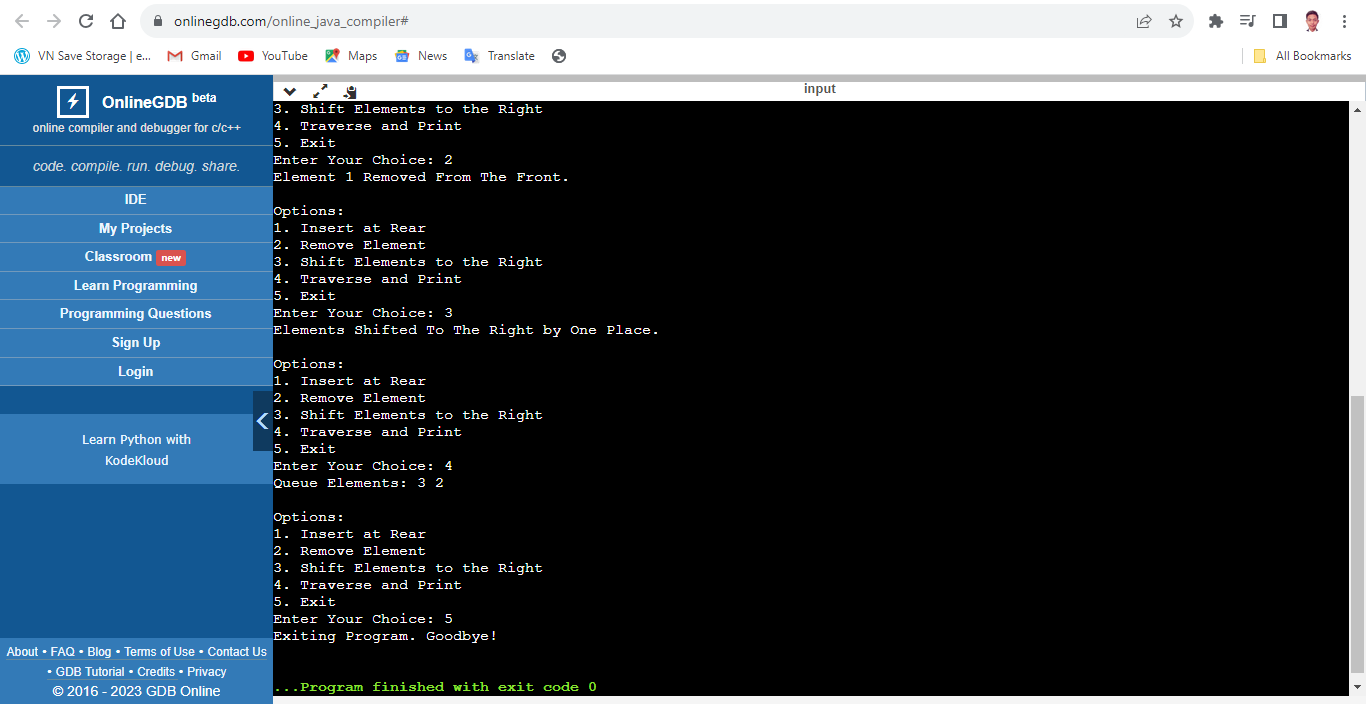 onlinegdb.com/online_java_compiler#
VN Save Storage | e... Gmail YouTube Maps News Translate All Bookmarks
OnlineGDB beta
online compiler and debugger for c/c++
code. compile. run. debug. share.
IDE
My Projects
Classroom new
Learn Programming
Programming Questions
Sign Up
Login
Learn Python with
KodeKloud
About • FAQ • Blog • Terms of Use • Contact Us
• GDB Tutorial • Credits • Privacy
© 2016 - 2023 GDB Online
input
3. Shift Elements to the Right
4. Traverse and Print
5. Exit
Enter Your Choice: 2
Element 1 Removed From The Front.
Options:
1. Insert at Rear
2. Remove Element
3. Shift Elements to the Right
4. Traverse and Print
5. Exit
Enter Your Choice: 3
Elements Shifted To The Right by One Place.
Options:
1. Insert at Rear
2. Remove Element
3. Shift Elements to the Right
4. Traverse and Print
5. Exit
Enter Your Choice: 4
Queue Elements: 3 2
Options:
1. Insert at Rear
2. Remove Element
3. Shift Elements to the Right
4. Traverse and Print
5. Exit
Enter Your Choice: 5
Exiting Program. Goodbye!
...Program finished with exit code 0